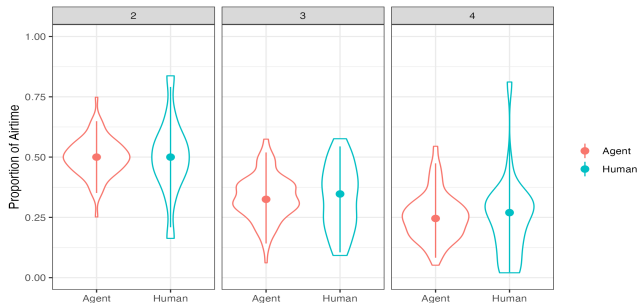 2 3 4
1.00
0.75
0.50
0.25
0.00
Proportion of Airtime
Agent Human Agent Human Agent Human
Agent
Human